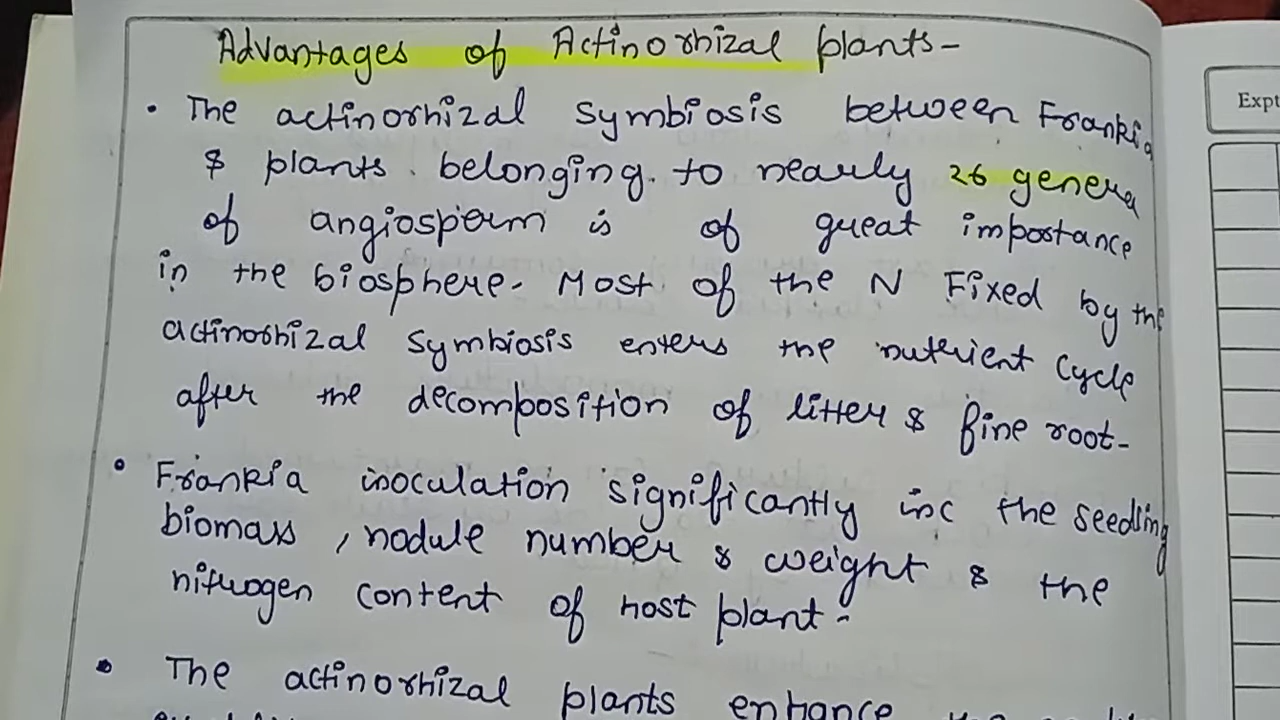 Advantages of Actinorhizal plants-
• The actinorhizal symbiosis between Frankia
& plants belonging to nearly 26 genera
of angiosperm is of great importance
in the biosphere. Most of the N Fixed by the
actinorhizal symbiosis enters the nutrient cycle
after the decomposition of litter & fine root-
• Frankia inoculation significantly inc the seedling
biomass, nodule number & weight & the
nitrogen content of host plant-
• The actinorhizal plants enhance the
Expt